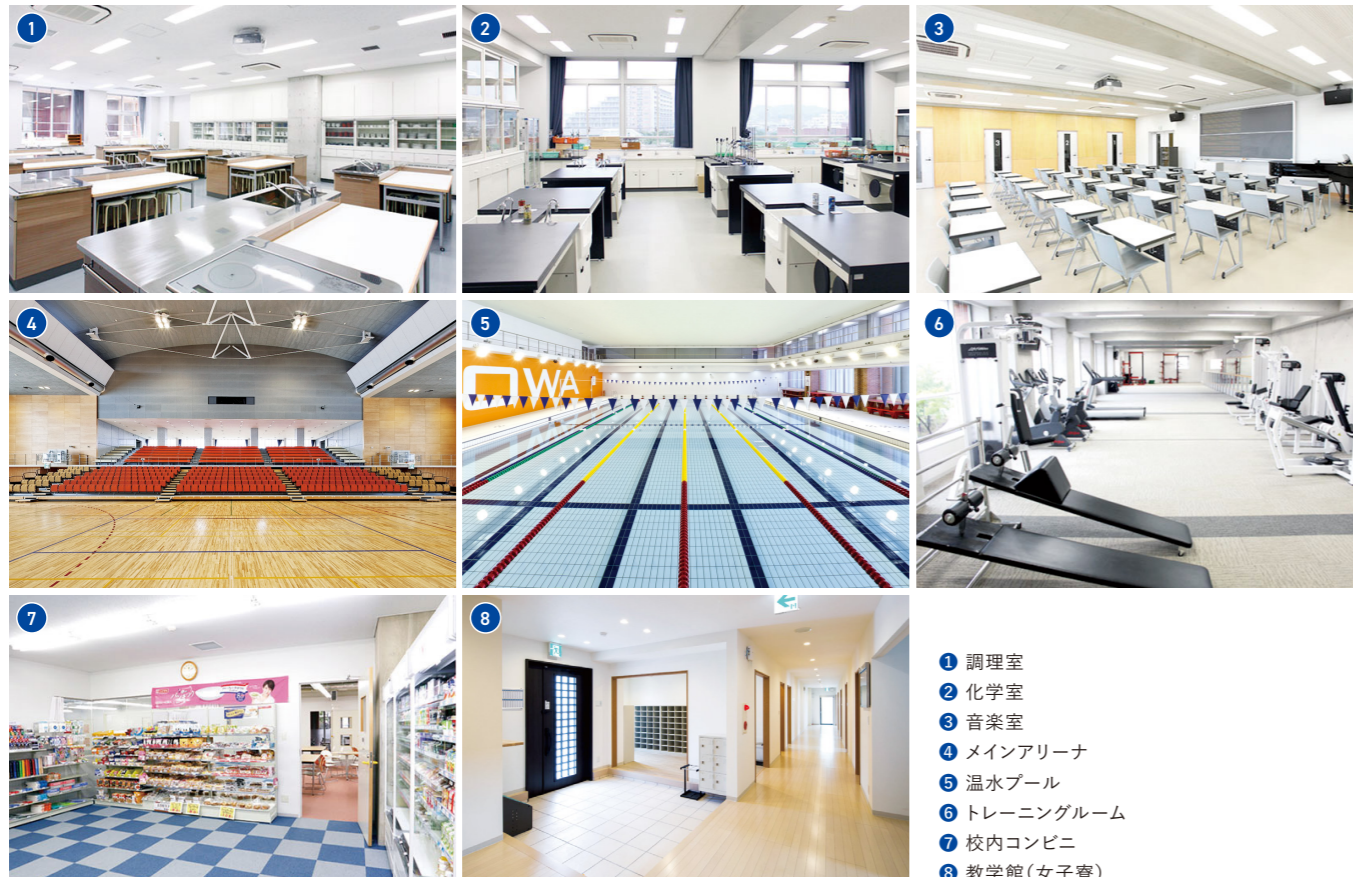 1
2
3
4
5
OWA
6
7
8
1 調理室
2 化学室
3 音楽室
4 メインアリーナ
5 温水プール
6 トレーニングルーム
7 校内コンビニ
8 教学館(女子寮)